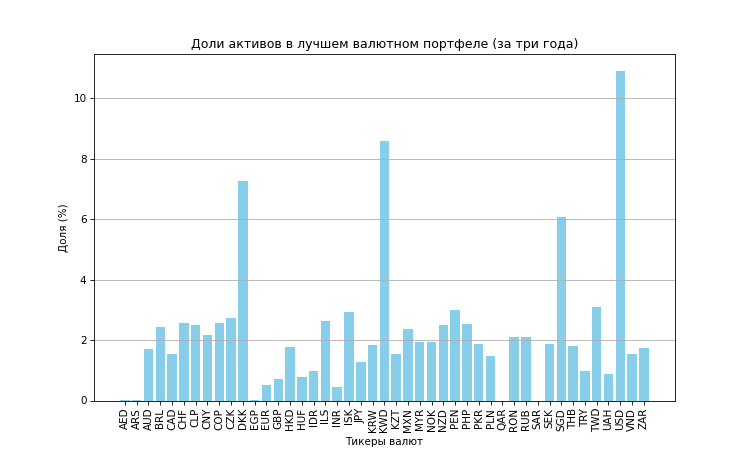 Доли активов в лучшем валютном портфеле (за три года)
Доля (%)
10
8
6
4
2
0
AED ARS AUD BRL CAD CHF CLP CNY COP CZK DKK EGP EUR GBP HKD HUF IDR ILS INR ISK JPY KRW KWD KZT MXN MYR NOK NZD PEN PHP PKR PLN QAR RON RUB SAR SEK SGD THB TRY TWD UAH USD VND ZAR
Тикеры валют